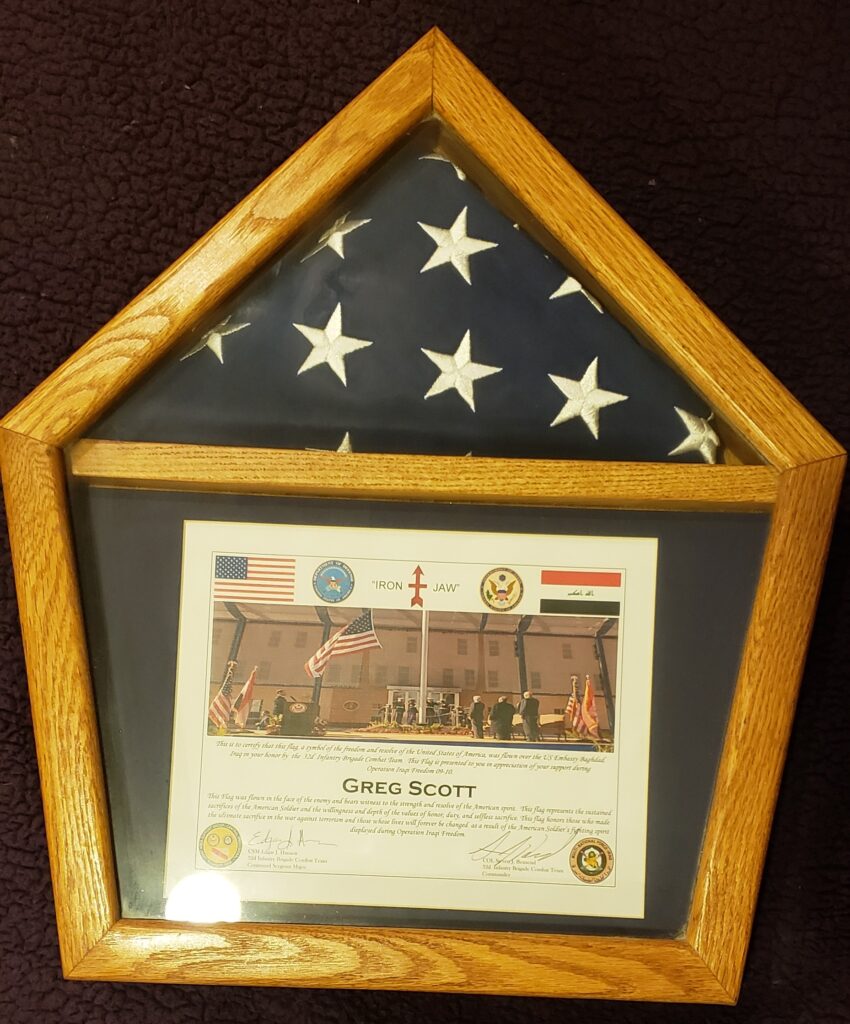 "IRON JAW"
This is to certify that this flag, a symbol of the freedom and resolve of the United States of America, was flown over the US Embassy Baghdad,
Iraq in your honor by the 32d Infantry Brigade Combat Team. This Flag is presented to you in appreciation of your support during
Operation Iraqi Freedom 09-10.
GREG SCOTT
This Flag was flown in the face of the enemy and bears witness to the strength and resolve of the American spirit. This flag represents the sustained
sacrifices of the American Soldier and the willingness and depth of the values of honor, duty, and selfless sacrifice. This flag honors those who made
the ultimate sacrifice in the war against terrorism and those whose lives will forever be changed as a result of the American Soldier's fighting spirit
displayed during Operation Iraqi Freedom.
CSM Edgar J. Hansen
32d Infantry Brigade Combat Team
Command Sergeant Major
COL Steven J. Bensend
32d Infantry Brigade Combat Team
Commander